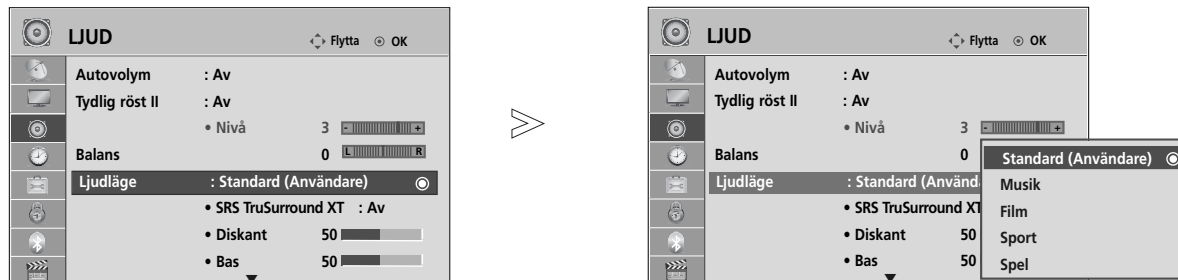 LJUD
Flytta OK
Autovolym : Av
Tydlig röst II : Av
• Nivå 3 - +
Balans 0 L R
Ljudläge : Standard (Användare)
• SRS TruSurround XT : Av
• Diskant 50
• Bas 50
LJUD
Flytta OK
Autovolym : Av
Tydlig röst II : Av
• Nivå 3 - +
Balans 0
Ljudläge : Standard (Använd
• SRS TruSurround XT
• Diskant 50
• Bas 50
Standard (Användare)
Musik
Film
Sport
Spel